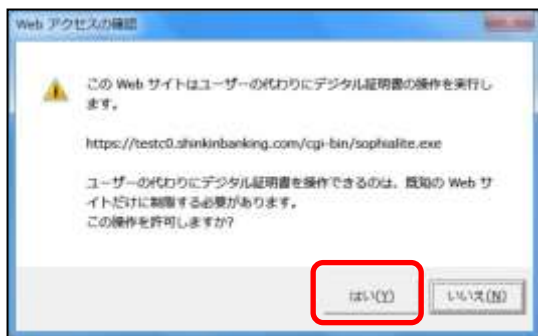 Web アクセスの確認
この Web サイトはユーザーの代わりにデジタル証明書の操作を実行し
ます。
https://testc0.shinkinbanking.com/cgi-bin/sophialite.exe
ユーザーの代わりにデジタル証明書を操作できるのは、既知の Web サ
イトだけに制限する必要があります。
この操作を許可しますか?
はい(Y) いいえ(N)